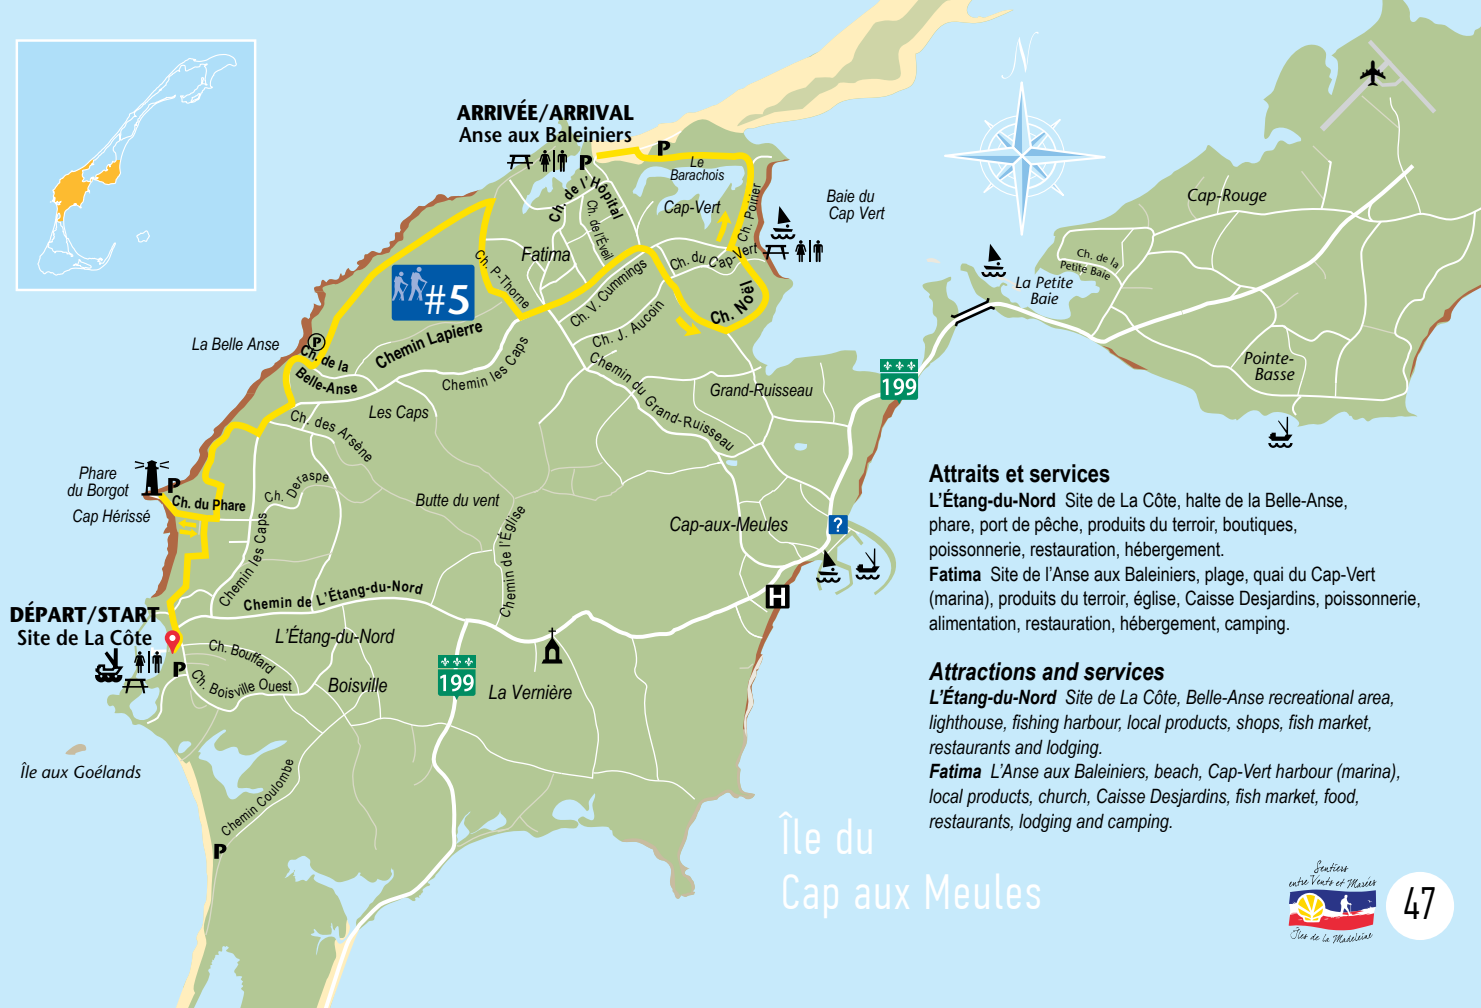 N
ARRIVÉE/ARRIVAL
Anse aux Baleiniers
P
P
Le
Barachois
Ch. de l'Hôpital
Ch. de l'Éveil
Cap-Vert
Ch. Poirier
Baie du
Cap Vert
Cap-Rouge
Fatima
Ch. P-Thorne
Ch. du Cap-Vert
Ch. de la
Petite Baie
La Petite
Baie
#5
Ch. V. Cummings
Ch. Noël
Ch. J. Aucoin
La Belle Anse
P
Ch. de la
Belle-Anse
Chemin Lapierre
Chemin les Caps
Chemin du Grand-Ruisseau
Grand-Ruisseau
199
Pointe-
Basse
Les Caps
Ch. des Arsène
Phare
du Borgot
P
Cap Hérissé
Ch. du Phare
Ch. Deraspe
Butte du vent
Cap-aux-Meules
?
Chemin les Caps
Chemin de l'Église
H
Chemin de L'Étang-du-Nord
DÉPART/START
Site de La Côte
P
L'Étang-du-Nord
Ch. Bouffard
Ch. Boisville Ouest
Boisville
199
La Vernière
Île aux Goélands
Chemin Coulombe
P
Île du
Cap aux Meules
Attraits et services
L'Étang-du-Nord Site de La Côte, halte de la Belle-Anse,
phare, port de pêche, produits du terroir, boutiques,
poissonnerie, restauration, hébergement.
Fatima Site de l'Anse aux Baleiniers, plage, quai du Cap-Vert
(marina), produits du terroir, église, Caisse Desjardins, poissonnerie,
alimentation, restauration, hébergement, camping.
Attractions and services
L'Étang-du-Nord Site de La Côte, Belle-Anse recreational area,
lighthouse, fishing harbour, local products, shops, fish market,
restaurants and lodging.
Fatima L'Anse aux Baleiniers, beach, Cap-Vert harbour (marina),
local products, church, Caisse Desjardins, fish market, food,
restaurants, lodging and camping.
Sentiers
entre Vents et Marées
Îles de la Madeleine
47